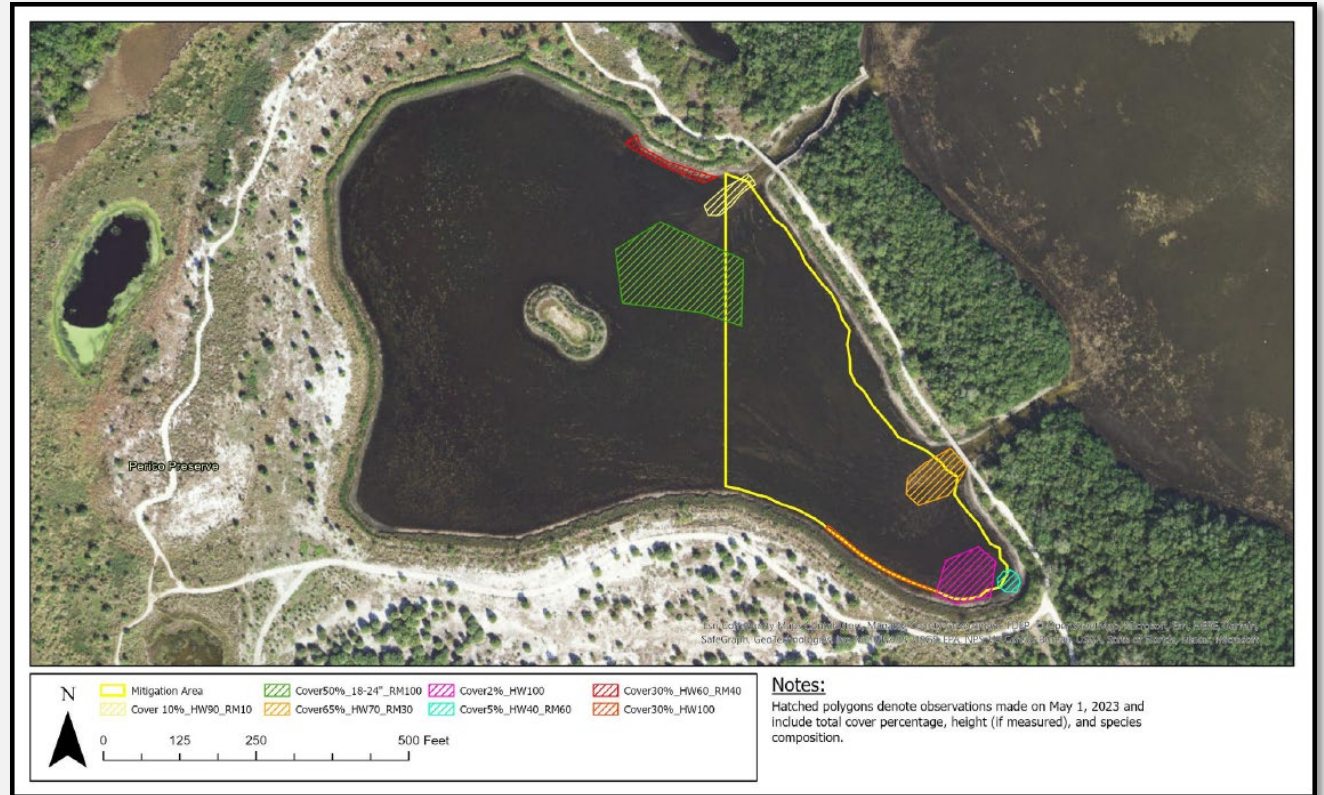 Perico Preserve
N
0 125 250 500 Feet
Mitigation Area
Cover 10%_HW90_RM10
Cover50%_18-24"_RM100
Cover65%_HW70_RM30
Cover2%_HW100
Cover5%_HW40_RM60
Cover30%_HW60_RM40
Cover30%_HW100
Notes:
Hatched polygons denote observations made on May 1, 2023 and
include total cover percentage, height (if measured), and species
composition.